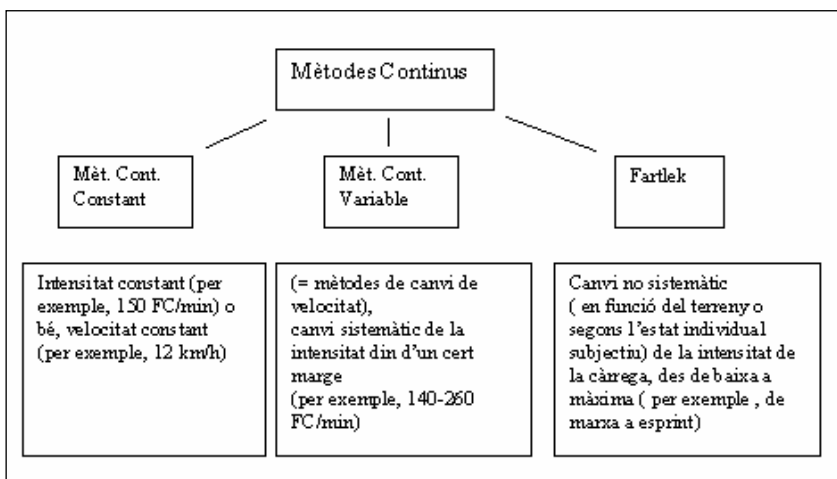 Mètodes Continus
Mèt. Cont.
Constant
Mèt. Cont.
Variable
Fartlek
Intensitat constant (per
exemple, 150 FC/min) o
bé, velocitat constant
(per exemple, 12 km/h)
(= mètodes de canvi de
velocitat),
canvi sistemàtic de la
intensitat din d'un cert
marge
(per exemple, 140-260
FC/min)
Canvi no sistemàtic
( en funció del terreny o
segons l'estat individual
subjectiu) de la intensitat de
la càrrega, des de baixa a
màxima ( per exemple , de
marxa a esprint)